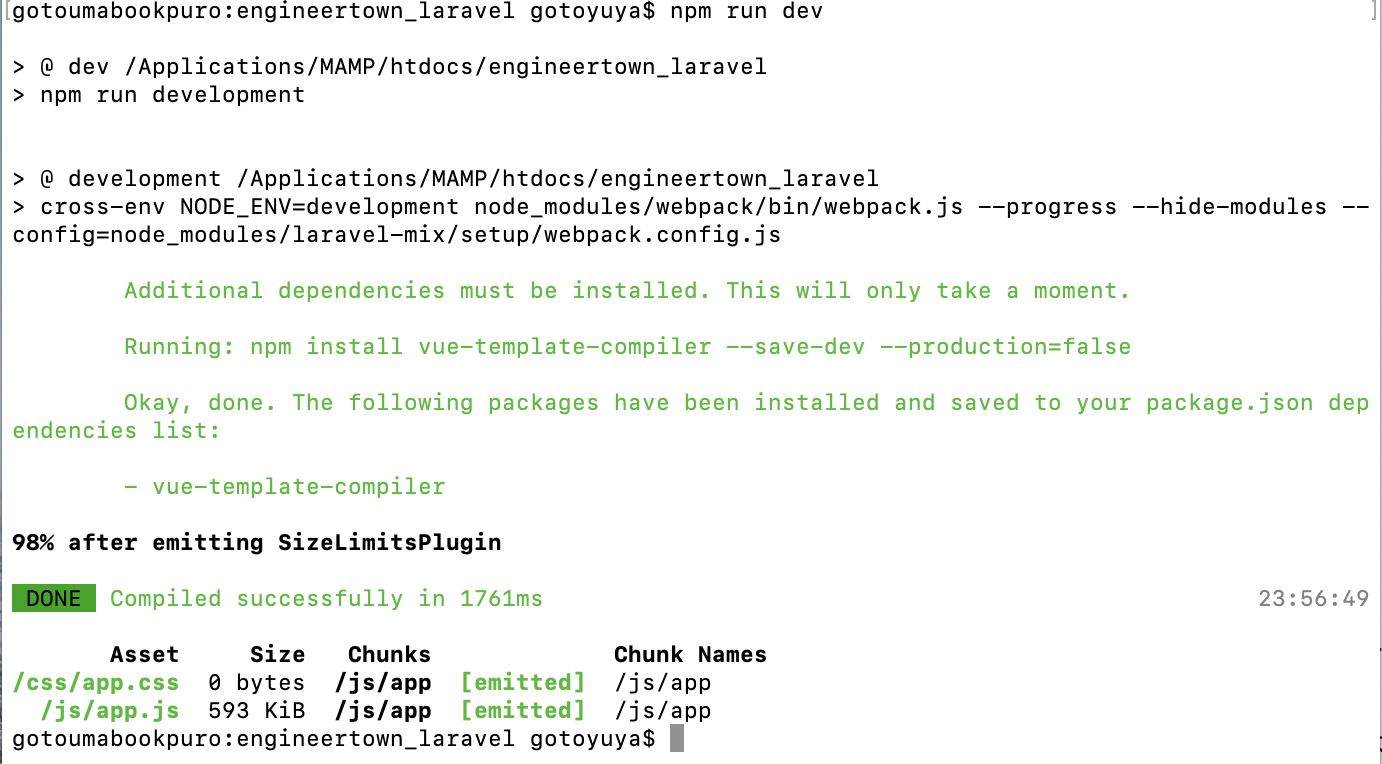 [gotoumabookpuro:engineertown_laravel gotoyuya$ npm run dev ]
> @ dev /Applications/MAMP/htdocs/engineertown_laravel
> npm run development
> @ development /Applications/MAMP/htdocs/engineertown_laravel
> cross-env NODE_ENV=development node_modules/webpack/bin/webpack.js --progress --hide-modules --
config=node_modules/laravel-mix/setup/webpack.config.js
Additional dependencies must be installed. This will only take a moment.
Running: npm install vue-template-compiler --save-dev --production=false
Okay, done. The following packages have been installed and saved to your package.json dep
endencies list:
- vue-template-compiler
98% after emitting SizeLimitsPlugin
DONE Compiled successfully in 1761ms 23:56:49
Asset Size Chunks Chunk Names
/css/app.css 0 bytes /js/app [emitted] /js/app
/js/app.js 593 KiB /js/app [emitted] /js/app
gotoumabookpuro:engineertown_laravel gotoyuya$